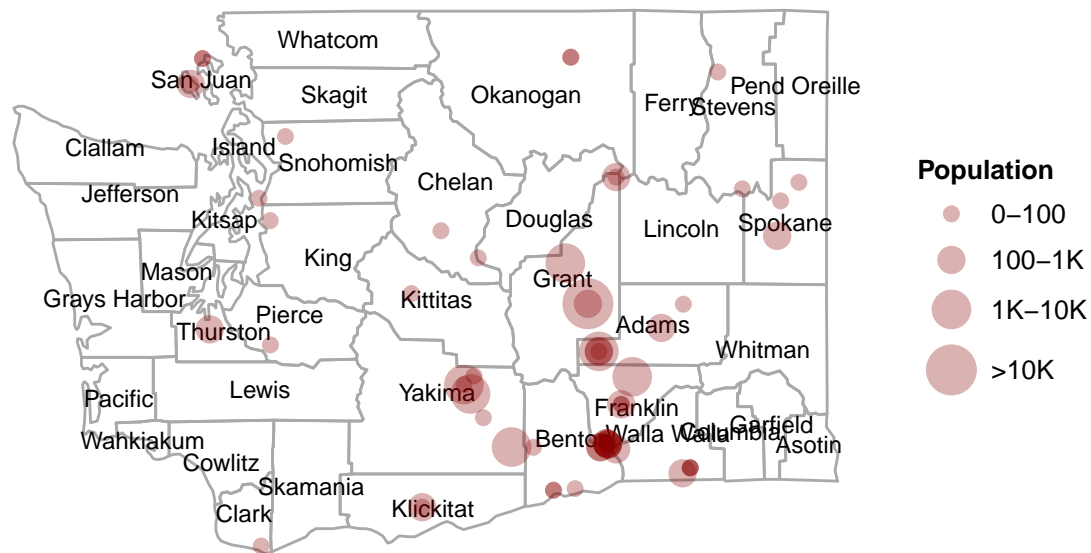 Whatcom
San Juan
Skagit
Okanogan
Ferry
Stevens
Pend Oreille
Clallam
Island
Snohomish
Jefferson
Chelan
Kitsap
Douglas
Lincoln
Spokane
King
Mason
Grant
Grays Harbor
Kittitas
Pierce
Thurston
Adams
Whitman
Lewis
Yakima
Pacific
Franklin
Garfield
Wahkiakum
Benton
Walla Walla
Columbia
Asotin
Cowlitz
Skamania
Klickitat
Clark
Population
0–100
100–1K
1K–10K
>10K